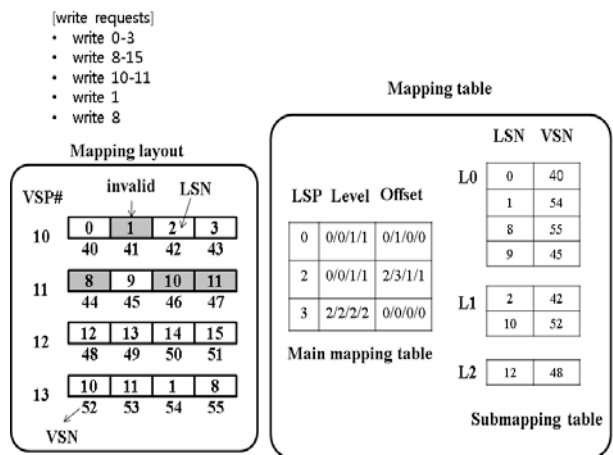 [write requests]
• write 0-3
• write 8-15
• write 10-11
• write 1
• write 8
Mapping layout
VSP#
invalid
LSN
10 0 1 2 3
40 41 42 43
11 8 9 10 11
44 45 46 47
12 12 13 14 15
48 49 50 51
13 10 11 1 8
52 53 54 55
VSN
Mapping table
LSP Level Offset
0 0/0/1/1 0/1/0/0
2 0/0/1/1 2/3/1/1
3 2/2/2/2 0/0/0/0
Main mapping table
LSN VSN
L0 0 40
1 54
8 55
9 45
L1 2 42
10 52
L2 12 48
Submapping table